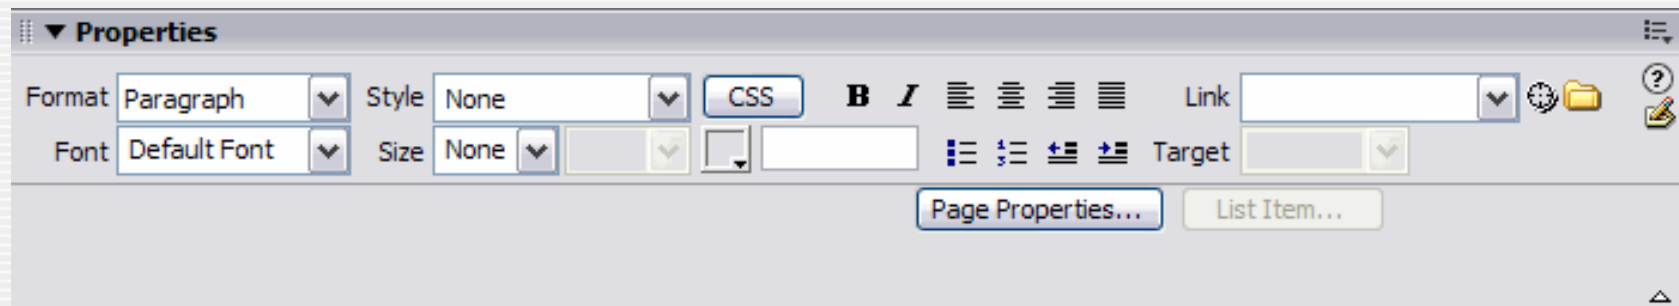 Properties
Format Paragraph Style None CSS B I Link
Font Default Font Size None Target
Page Properties... List Item...